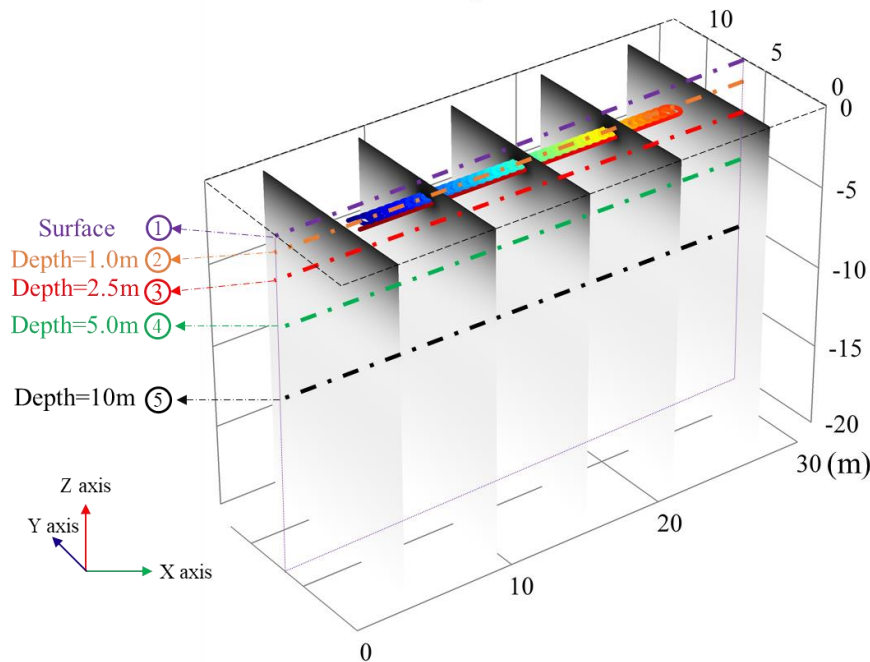 10
5
0
0
-5
-10
-15
-20
30 (m)
20
10
0
Surface ①
Depth=1.0m ②
Depth=2.5m ③
Depth=5.0m ④
Depth=10m ⑤
Z axis
Y axis
X axis